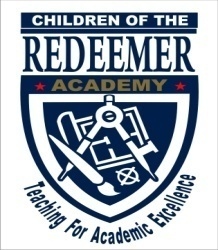 CHILDREN OF THE
REDEEMER
ACADEMY
Teaching For Academic Excellence